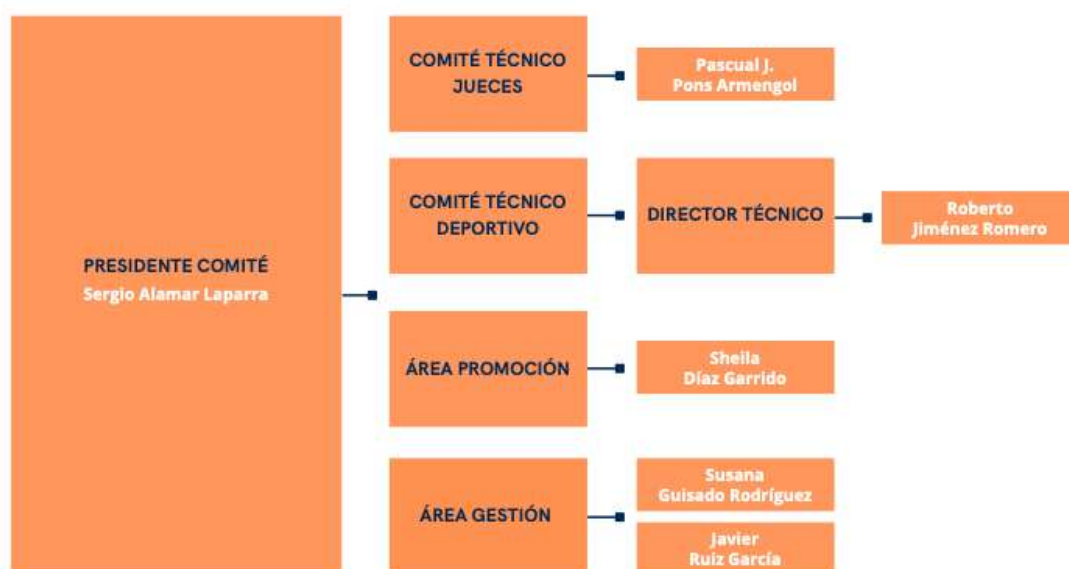 COMITÉ TÉCNICO
JUECES
Pascual J.
Pons Armengol
COMITÉ TÉCNICO
DEPORTIVO
DIRECTOR TÉCNICO
Roberto
Jiménez Romero
PRESIDENTE COMITÉ
Sergio Alamar Laparra
ÁREA PROMOCIÓN
Sheila
Díaz Garrido
ÁREA GESTIÓN
Susana
Guisado Rodríguez
Javier
Ruiz García